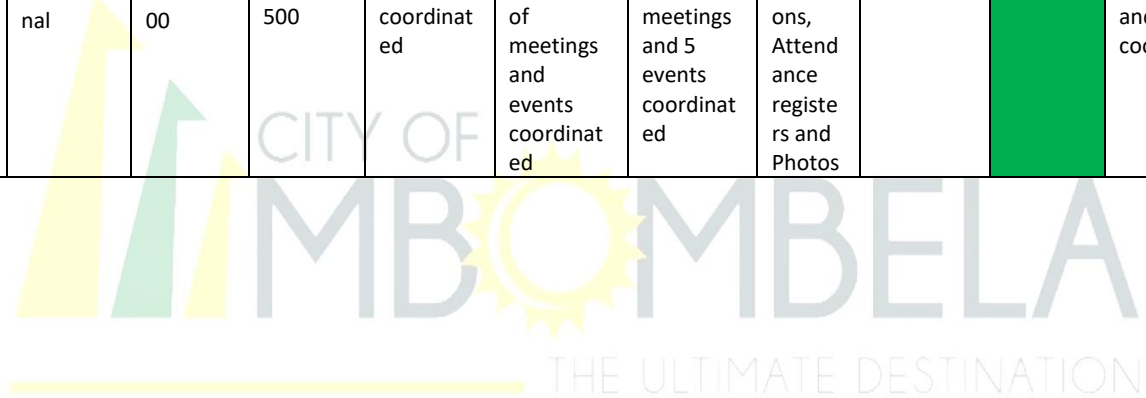 nal
00
500
coordinat
ed
of
meetings
and
events
coordinat
ed
meetings
and 5
events
coordinat
ed
ons,
Attend
ance
registe
rs and
Photos
CITY OF
MBOMBELA
THE ULTIMATE DESTINATION